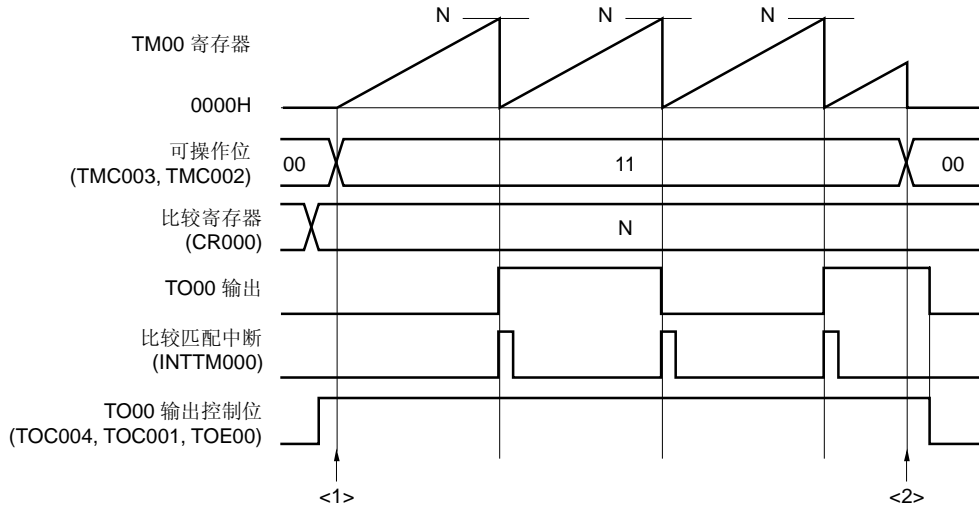 N N N
TM00 寄存器
0000H
可操作位
(TMC003, TMC002)
00 11 00
比较寄存器
(CR000)
N
TO00 输出
比较匹配中断
(INTTM000)
TO00 输出控制位
(TOC004, TOC001, TOE00)
<1> <2>